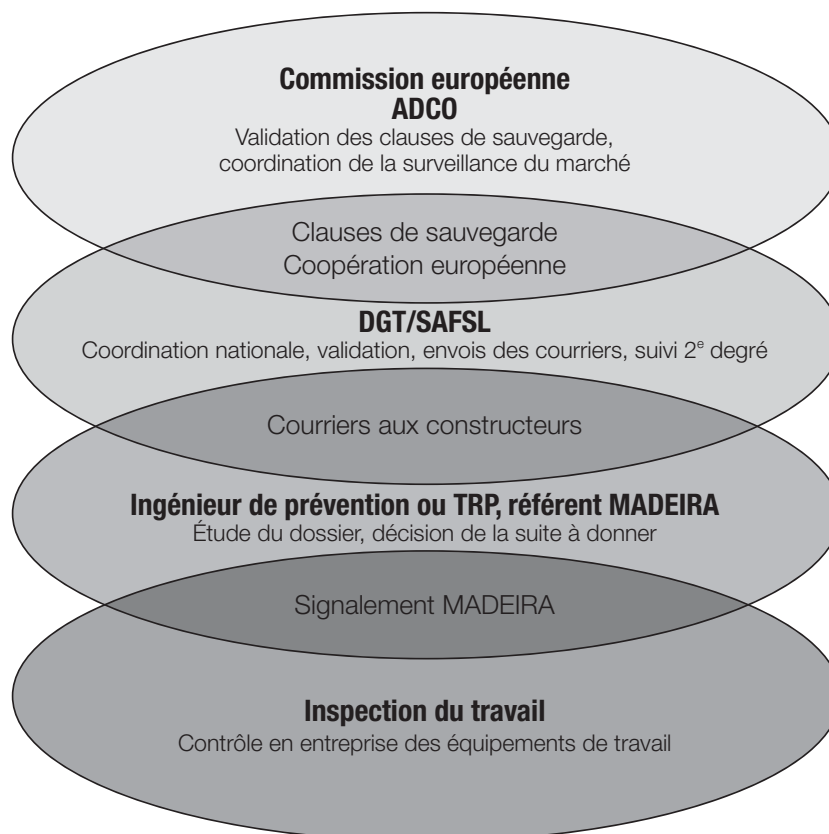 Commission européenne
ADCO
Validation des clauses de sauvegarde,
coordination de la surveillance du marché
Clauses de sauvegarde
Coopération européenne
DGT/SAFSL
Coordination nationale, validation, envois des courriers, suivi 2e degré
Courriers aux constructeurs
Ingénieur de prévention ou TRP, référent MADEIRA
Étude du dossier, décision de la suite à donner
Signalement MADEIRA
Inspection du travail
Contrôle en entreprise des équipements de travail